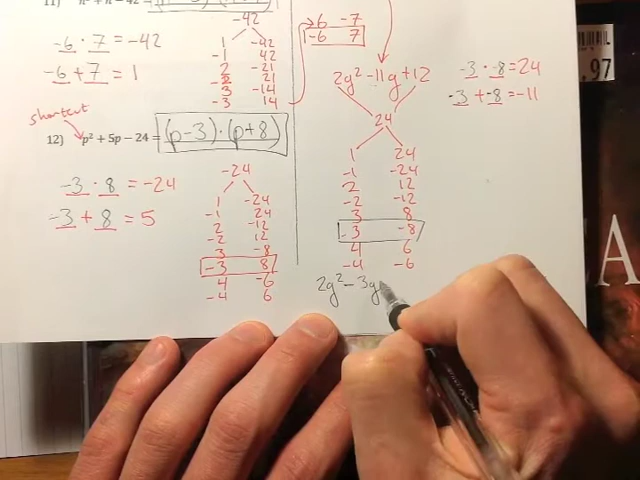 11)
-42
-6 · 7 = -42
-6 + 7 = 1
1 -42
-1 42
2 -21
-2 21
3 -14
-3 14
6 -7
-6 7
shortcut
12) p² + 5p − 24 = (p-3)·(p+8)
-3 · 8 = -24
-3 + 8 = 5
-24
1 -24
-1 24
2 -12
-2 12
3 -8
-3 8
4 -6
-4 6
2g² -11g +12
24
1 24
-1 -24
2 12
-2 -12
3 8
-3 -8
4 6
-4 -6
-3 · -8 = 24
-3 + -8 = -11
2g² - 3g
.97
A